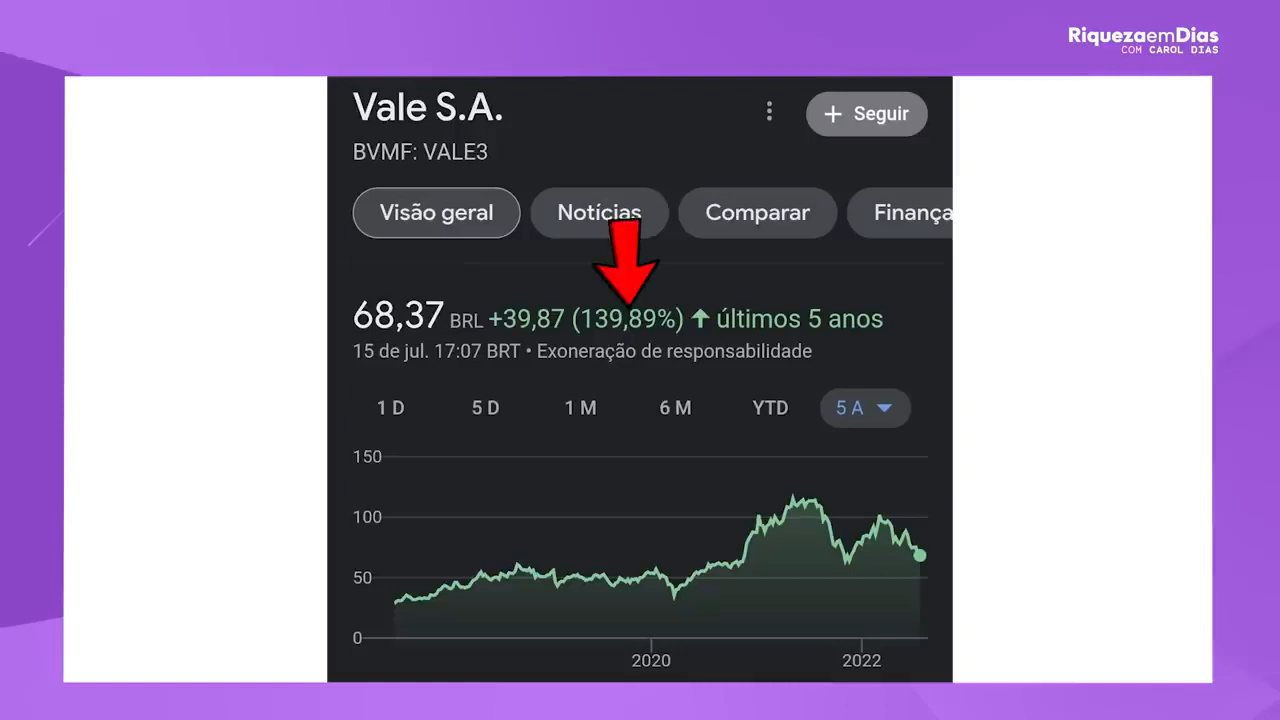 RiquezaemDias
COM CAROL DIAS
Vale S.A.
+ Seguir
BVMF: VALE3
Visão geral
Notícias
Comparar
Finança
68,37 BRL +39,87 (139,89%) ↑ últimos 5 anos
15 de jul. 17:07 BRT • Exoneração de responsabilidade
1 D
5 D
1 M
6 M
YTD
5 A
150
100
50
0
2020
2022